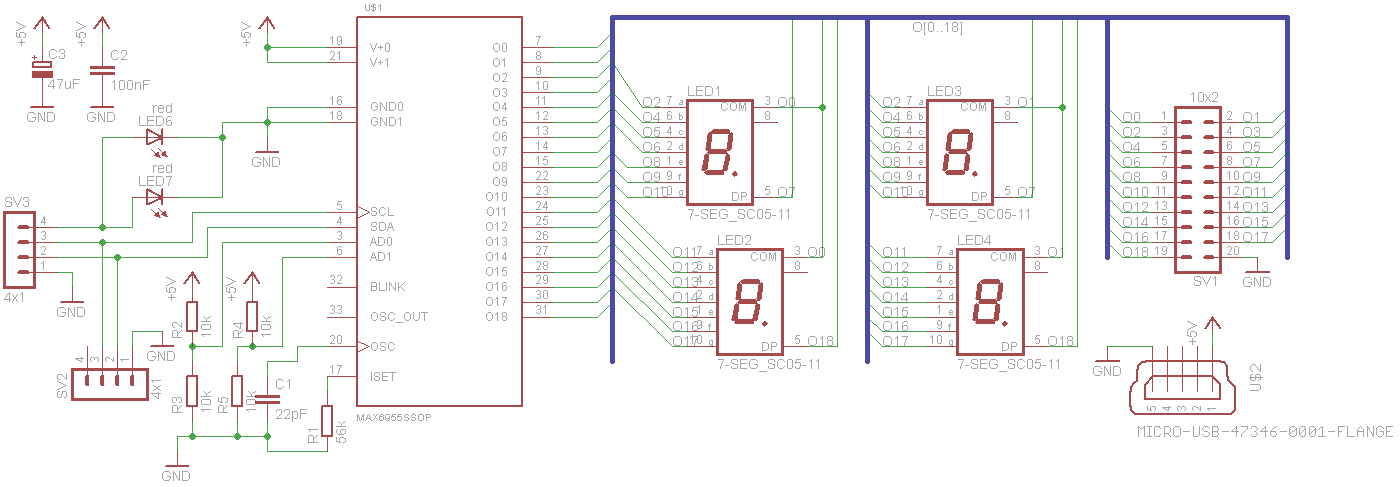 +5V
C3
+
47uF
GND
+5V
C2
100nF
GND
red
LED6
red
LED7
SV3
4
3
2
1
4x1
GND
SV2
4
3
2
1
4x1
GND
+5V
R2
10k
+5V
R4
10k
R3
10k
R5
10k
C1
22pF
R1
56k
GND
+5V
GND
U$1
19 V+0
21 V+1
16 GND0
18 GND1
5 SCL
4 SDA
3 AD0
6 AD1
32 BLINK
33 OSC_OUT
20 OSC
17 ISET
O0 7
O1 8
O2 9
O3 10
O4 11
O5 12
O6 13
O7 14
O8 15
O9 22
O10 23
O11 24
O12 25
O13 26
O14 27
O15 28
O16 29
O17 30
O18 31
MAX6955SSOP
O[0..18]
LED1
O2 7 a
O4 6 b
O5 4 c
O6 2 d
O8 1 e
O9 9 f
O10 10 g
COM 3 O0
8
8.
DP 5 O7
7-SEG_SC05-11
LED2
O11 7 a
O12 6 b
O13 4 c
O14 2 d
O15 1 e
O16 9 f
O17 10 g
COM 3 O0
8
8.
DP 5 O18
7-SEG_SC05-11
LED3
O2 7 a
O4 6 b
O5 4 c
O6 2 d
O8 1 e
O9 9 f
O10 10 g
COM 3 O1
8
8.
DP 5 O7
7-SEG_SC05-11
LED4
O11 7 a
O12 6 b
O13 4 c
O14 2 d
O15 1 e
O16 9 f
O17 10 g
COM 3 O1
8
8.
DP 5 O18
7-SEG_SC05-11
10x2
O0 1 2 O1
O2 3 4 O3
O4 5 6 O5
O6 7 8 O7
O8 9 10 O9
O10 11 12 O11
O12 13 14 O13
O14 15 16 O15
O16 17 18 O17
O18 19 20
SV1
GND
+5V
GND
5
4
3
2
1
U$2
MICRO-USB-47346-0001-FLANGE